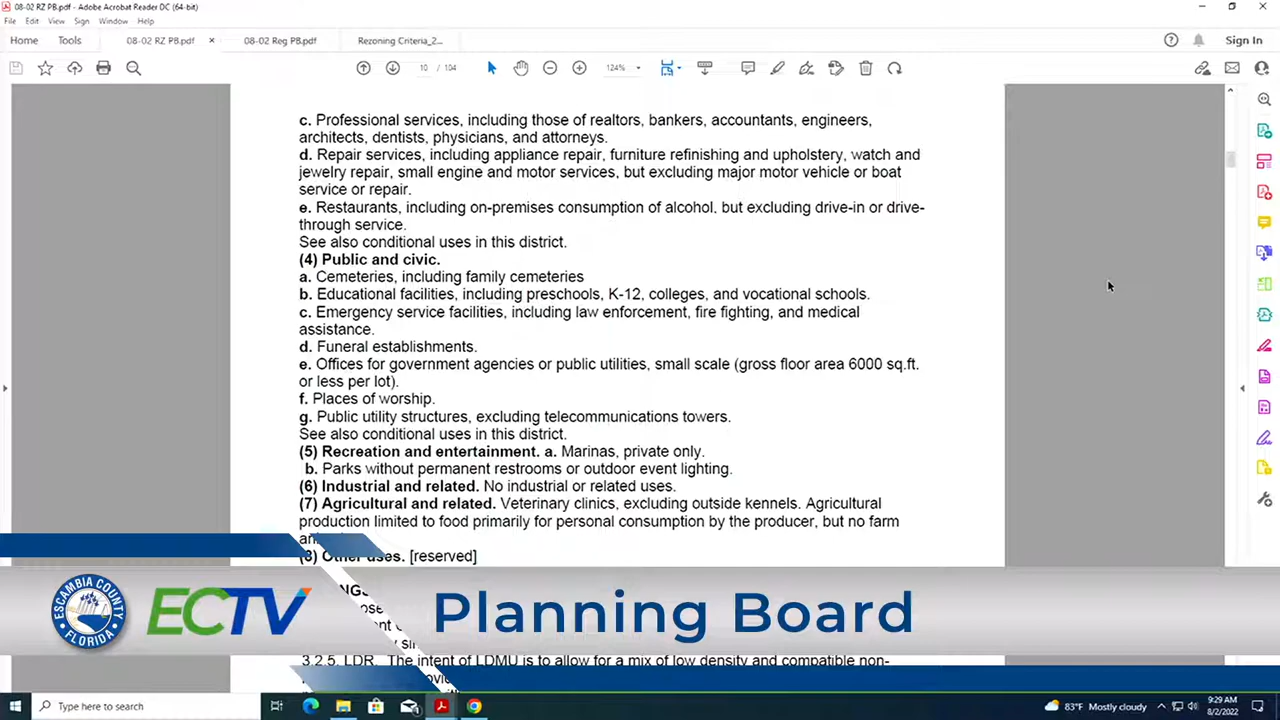 08-02 RZ PB.pdf - Adobe Acrobat Reader DC (64-bit)
File Edit View Sign Window Help
Home Tools 08-02 RZ PB.pdf × 08-02 Reg PB.pdf Rezoning Criteria_2... Sign In
10 / 104 124%
c. Professional services, including those of realtors, bankers, accountants, engineers,
architects, dentists, physicians, and attorneys.
d. Repair services, including appliance repair, furniture refinishing and upholstery, watch and
jewelry repair, small engine and motor services, but excluding major motor vehicle or boat
service or repair.
e. Restaurants, including on-premises consumption of alcohol, but excluding drive-in or drive-
through service.
See also conditional uses in this district.
(4) Public and civic.
a. Cemeteries, including family cemeteries
b. Educational facilities, including preschools, K-12, colleges, and vocational schools.
c. Emergency service facilities, including law enforcement, fire fighting, and medical
assistance.
d. Funeral establishments.
e. Offices for government agencies or public utilities, small scale (gross floor area 6000 sq.ft.
or less per lot).
f. Places of worship.
g. Public utility structures, excluding telecommunications towers.
See also conditional uses in this district.
(5) Recreation and entertainment. a. Marinas, private only.
b. Parks without permanent restrooms or outdoor event lighting.
(6) Industrial and related. No industrial or related uses.
(7) Agricultural and related. Veterinary clinics, excluding outside kennels. Agricultural
production limited to food primarily for personal consumption by the producer, but no farm
(8) Other uses. [reserved]
ESCAMBIA COUNTY
FLORIDA
ECTV
Planning Board
3.2.5, LDR. The intent of LDMU is to allow for a mix of low density and compatible non-
Type here to search
83°F Mostly cloudy
9:29 AM
8/2/2022